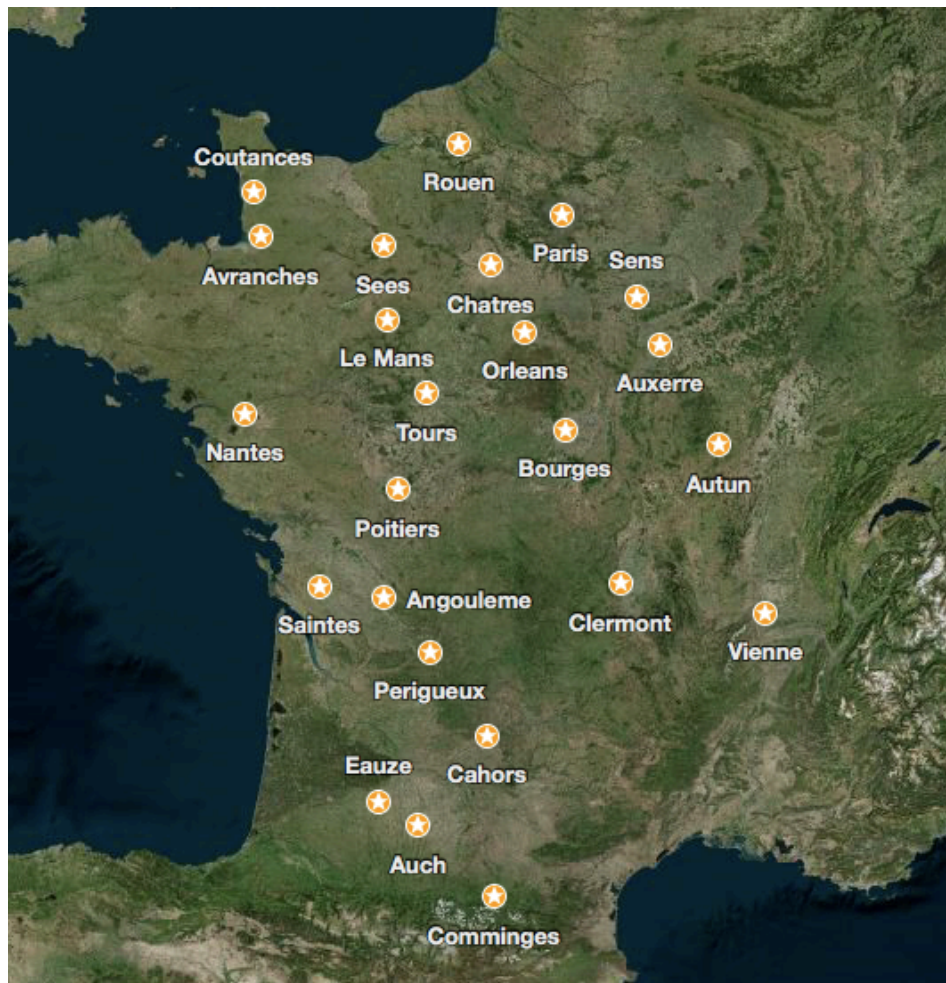 Coutances
Rouen
Paris
Sens
Avranches
Sees
Chatres
Le Mans
Orleans
Auxerre
Tours
Nantes
Bourges
Autun
Poitiers
Angouleme
Saintes
Clermont
Vienne
Perigueux
Eauze
Cahors
Auch
Comminges